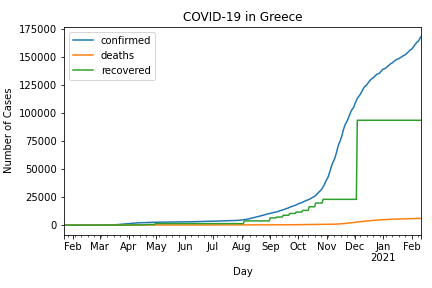 COVID-19 in Greece
175000
150000
125000
100000
75000
50000
25000
0
Number of Cases
confirmed
deaths
recovered
Feb Mar Apr May Jun Jul Aug Sep Oct Nov Dec Jan Feb
2021
Day